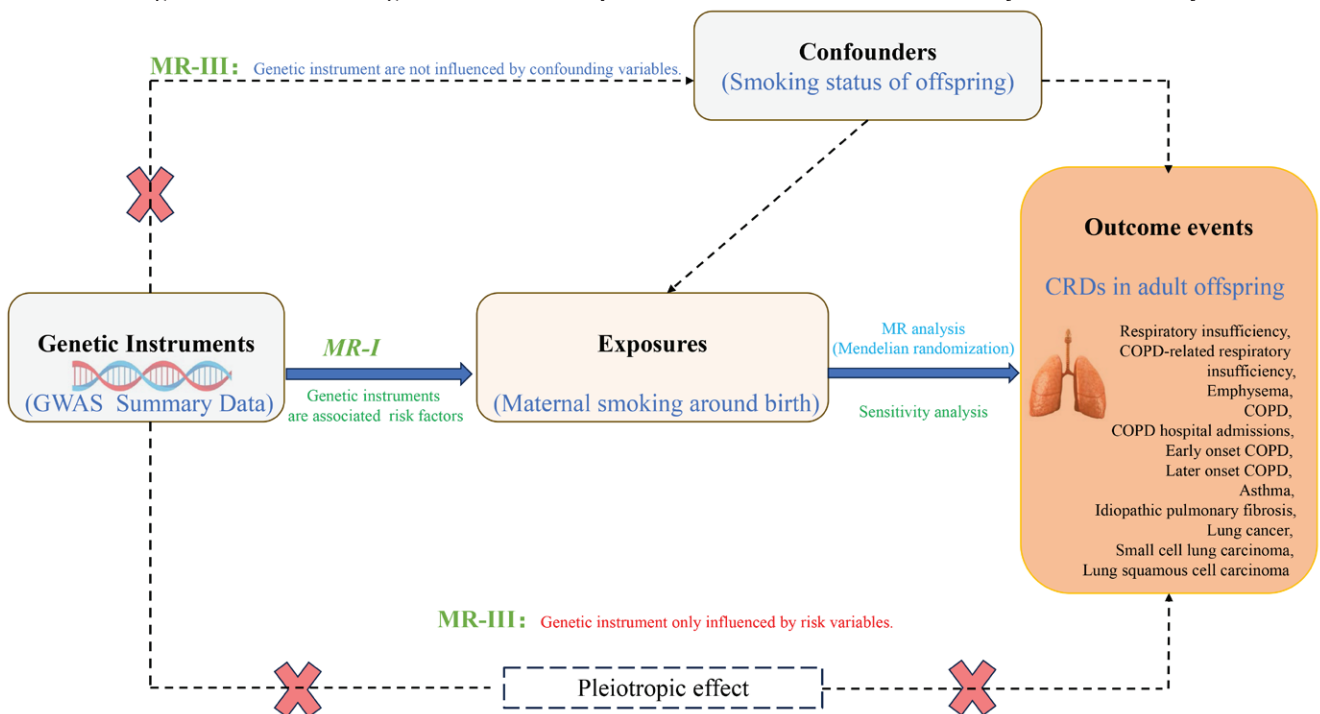 Confounders
(Smoking status of offspring)
MR-III： Genetic instrument are not influenced by confounding variables.
Outcome events
CRDs in adult offspring
Respiratory insufficiency,
COPD-related respiratory
insufficiency,
Emphysema,
COPD,
COPD hospital admissions,
Early onset COPD,
Later onset COPD,
Asthma,
Idiopathic pulmonary fibrosis,
Lung cancer,
Small cell lung carcinoma,
Lung squamous cell carcinoma
Genetic Instruments
(GWAS Summary Data)
MR-I
Genetic instruments
are associated risk factors
Exposures
(Maternal smoking around birth)
MR analysis
(Mendelian randomization)
Sensitivity analysis
MR-III： Genetic instrument only influenced by risk variables.
Pleiotropic effect